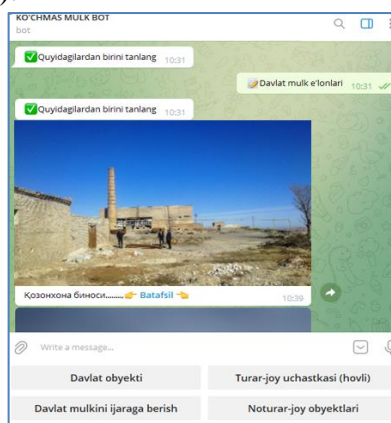 ).
KO'CHMAS MULK BOT
bot
✅Quyidagilardan birini tanlang 10:31
📝Davlat mulk e'lonlari 10:31
✅Quyidagilardan birini tanlang 10:31
Қозонхона биноси........, 👉 Batafsil 👈 10:39
Write a message...
Davlat obyekti
Turar-joy uchastkasi (hovli)
Davlat mulkini ijaraga berish
Noturar-joy obyektlari